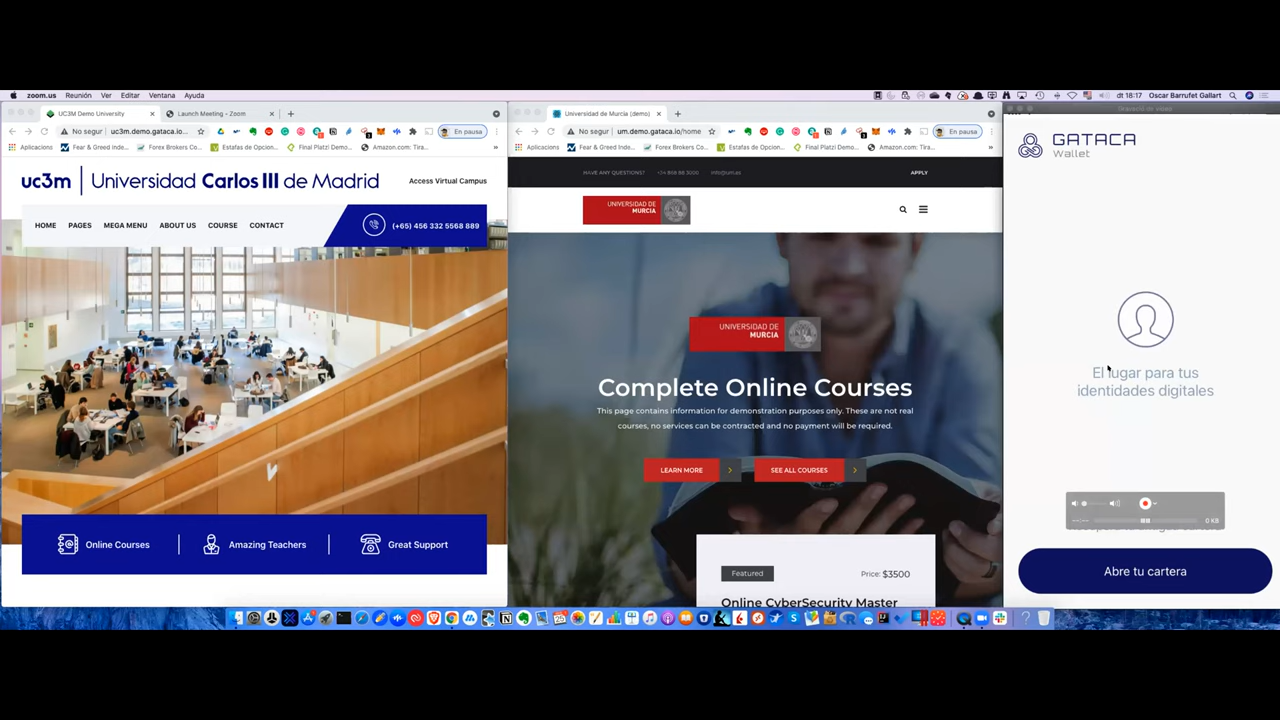 zoom.us Reunión Ver Editar Ventana Ayuda
dt 18:17 Oscar Barrufet Gallart
UC3M Demo University
Launch Meeting - Zoom
No segur uc3m.demo.gataca.io...
En pausa
Aplicacions Fear & Greed Inde... Forex Brokers Co... Estafas de Opcion... Final Platzi Demo... Amazon.com: Tira...
uc3m Universidad Carlos III de Madrid
Access Virtual Campus
HOME PAGES MEGA MENU ABOUT US COURSE CONTACT
(+65) 456 332 5568 889
Online Courses
Amazing Teachers
Great Support
Universidad de Murcia (demo)
No segur um.demo.gataca.io/home
En pausa
Aplicacions Fear & Greed Inde... Forex Brokers Co... Estafas de Opcion... Final Platzi Demo... Amazon.com: Tira...
HAVE ANY QUESTIONS?
info@um.es
APPLY
UNIVERSIDAD DE
MURCIA
UNIVERSIDAD DE
MURCIA
Complete Online Courses
This page contains information for demonstration purposes only. These are not real
courses, no services can be contracted and no payment will be required.
LEARN MORE
SEE ALL COURSES
Featured
Price: $3500
Online CyberSecurity Master
GATACA
Wallet
El lugar para tus
identidades digitales
--:--
0 KB
Abre tu cartera